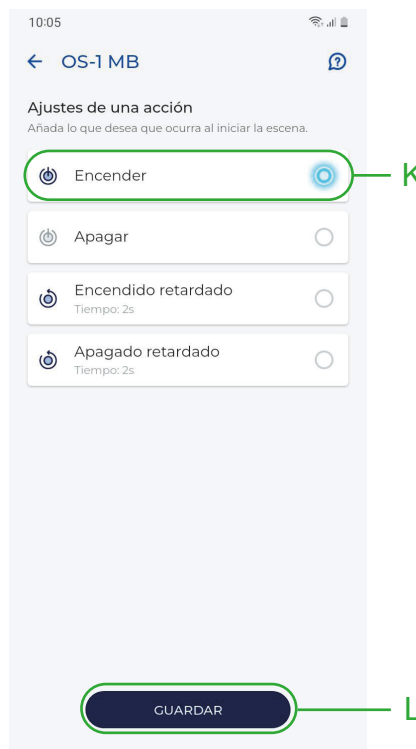 10:05
OS-1 MB
Ajustes de una acción
Añada lo que desea que ocurra al iniciar la escena.
Encender
K
Apagar
Encendido retardado
Tiempo: 2s
Apagado retardado
Tiempo: 2s
GUARDAR
L